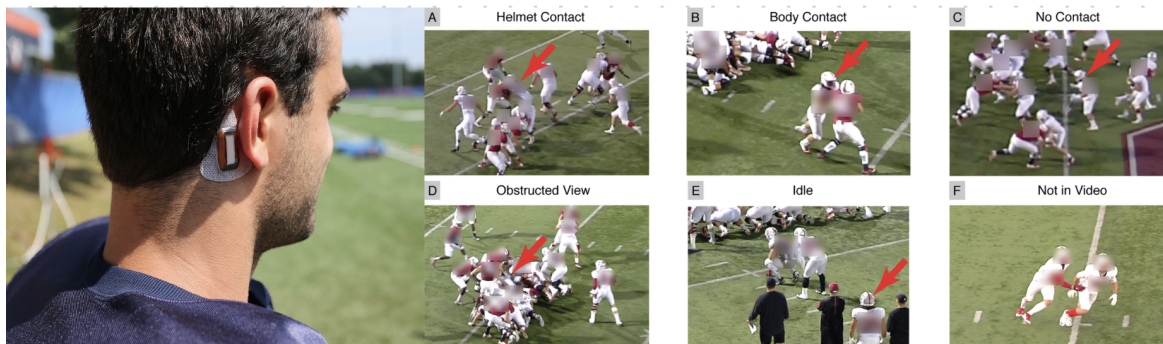 A Helmet Contact
B Body Contact
C No Contact
D Obstructed View
E Idle
F Not in Video